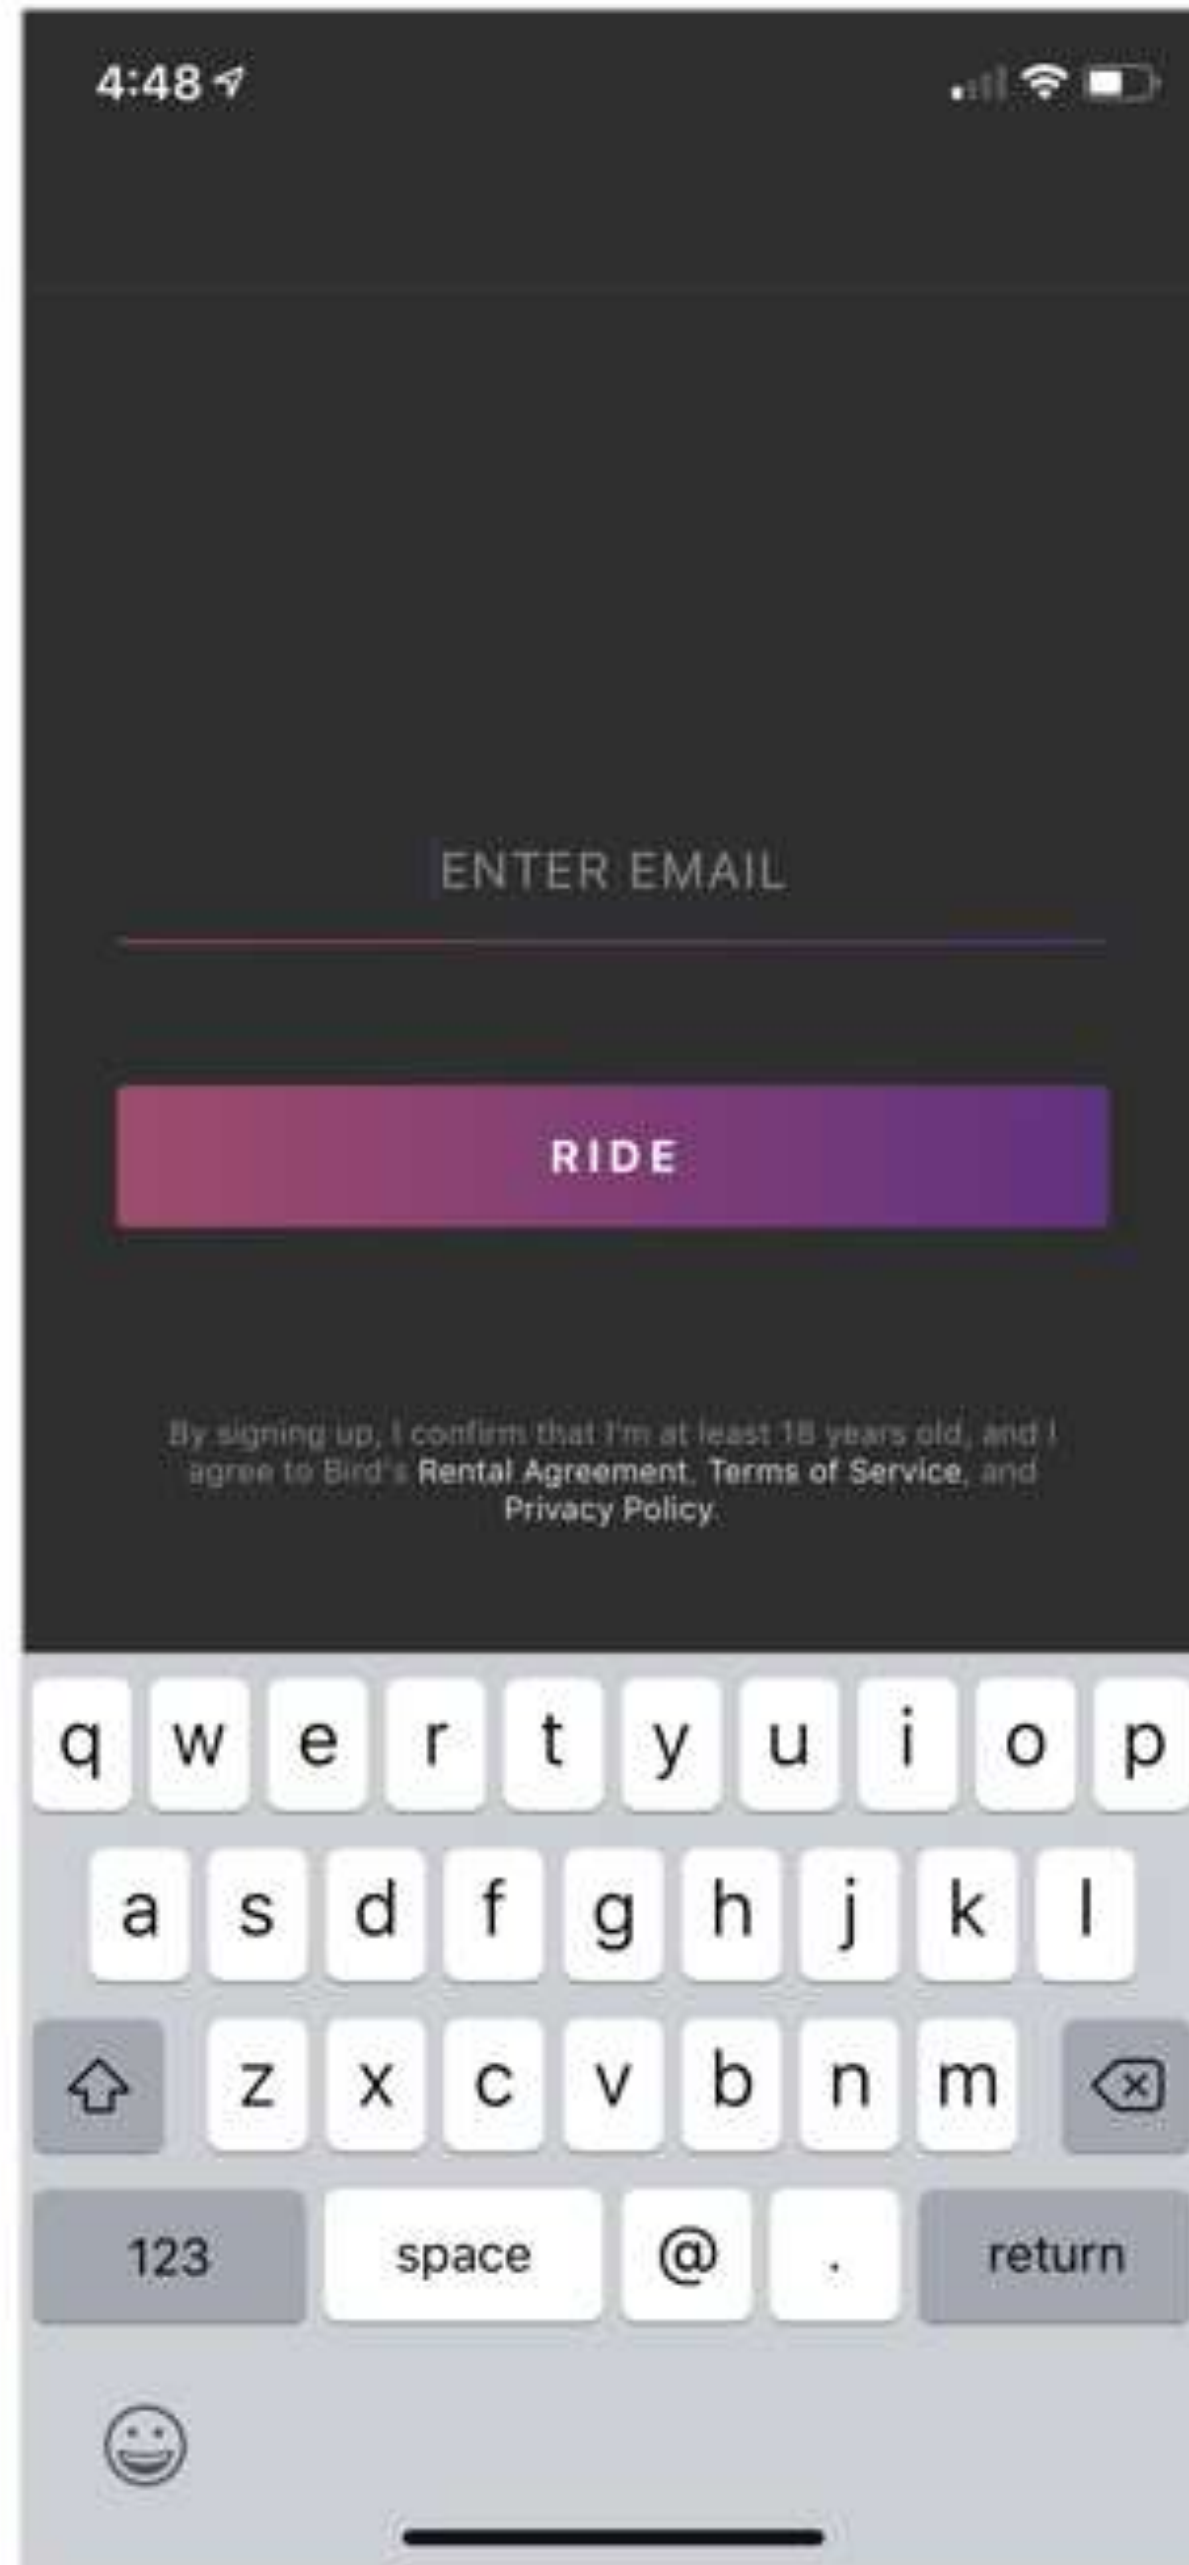 4:48
ENTER EMAIL
RIDE
By signing up, I confirm that I'm at least 18 years old, and I
agree to Bird's Rental Agreement, Terms of Service, and
Privacy Policy.
q w e r t y u i o p
a s d f g h j k l
z x c v b n m
123 space @ . return